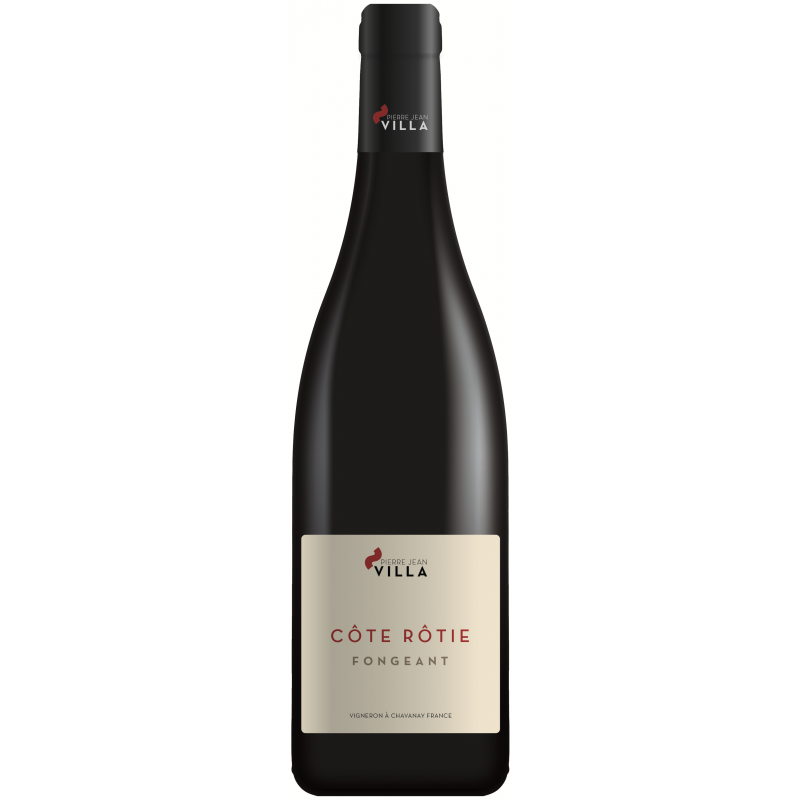 PIERRE JEAN
VILLA
PIERRE JEAN
VILLA
CÔTE RÔTIE
FONGEANT
VIGNERON À CHAVANAY FRANCE